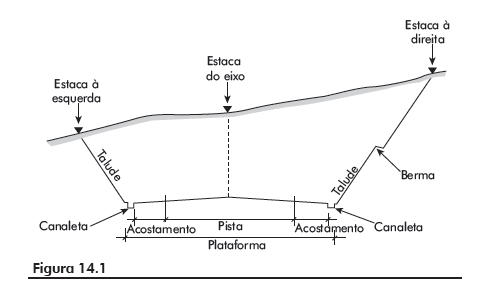 Estaca à
direita
Estaca
do eixo
Estaca à
esquerda
Talude
Talude
Berma
Canaleta
Acostamento
Pista
Acostamento
Canaleta
Plataforma
Figura 14.1